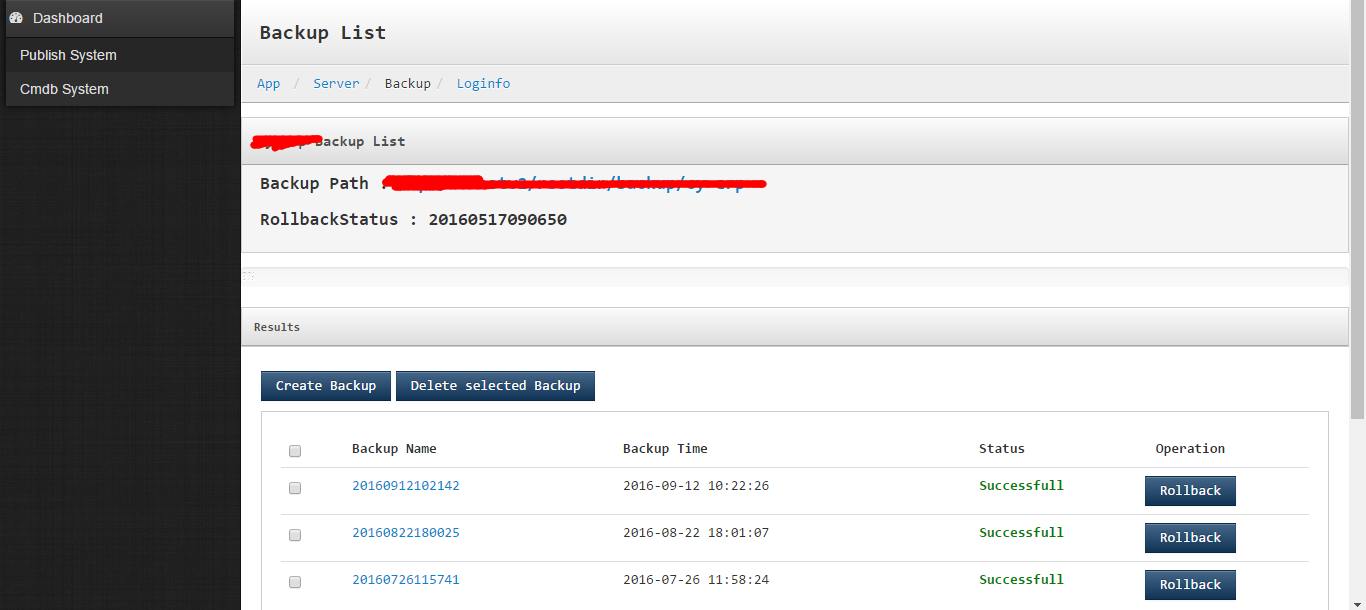 Dashboard
Publish System
Cmdb System
Backup List
App / Server / Backup / Loginfo
Backup List
Backup Path :
RollbackStatus : 20160517090650
Results
Create Backup Delete selected Backup
Backup Name Backup Time Status Operation
20160912102142 2016-09-12 10:22:26 Successfull Rollback
20160822180025 2016-08-22 18:01:07 Successfull Rollback
20160726115741 2016-07-26 11:58:24 Successfull Rollback